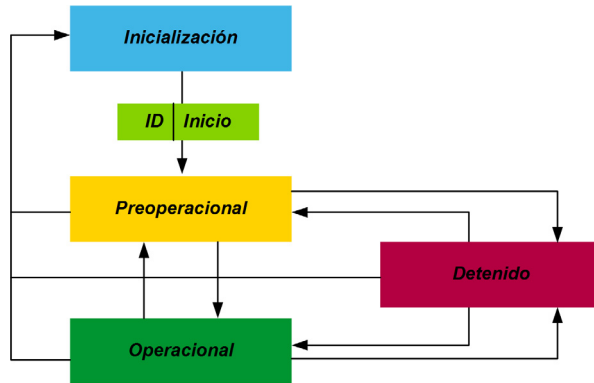 Inicialización
ID Inicio
Preoperacional
Detenido
Operacional